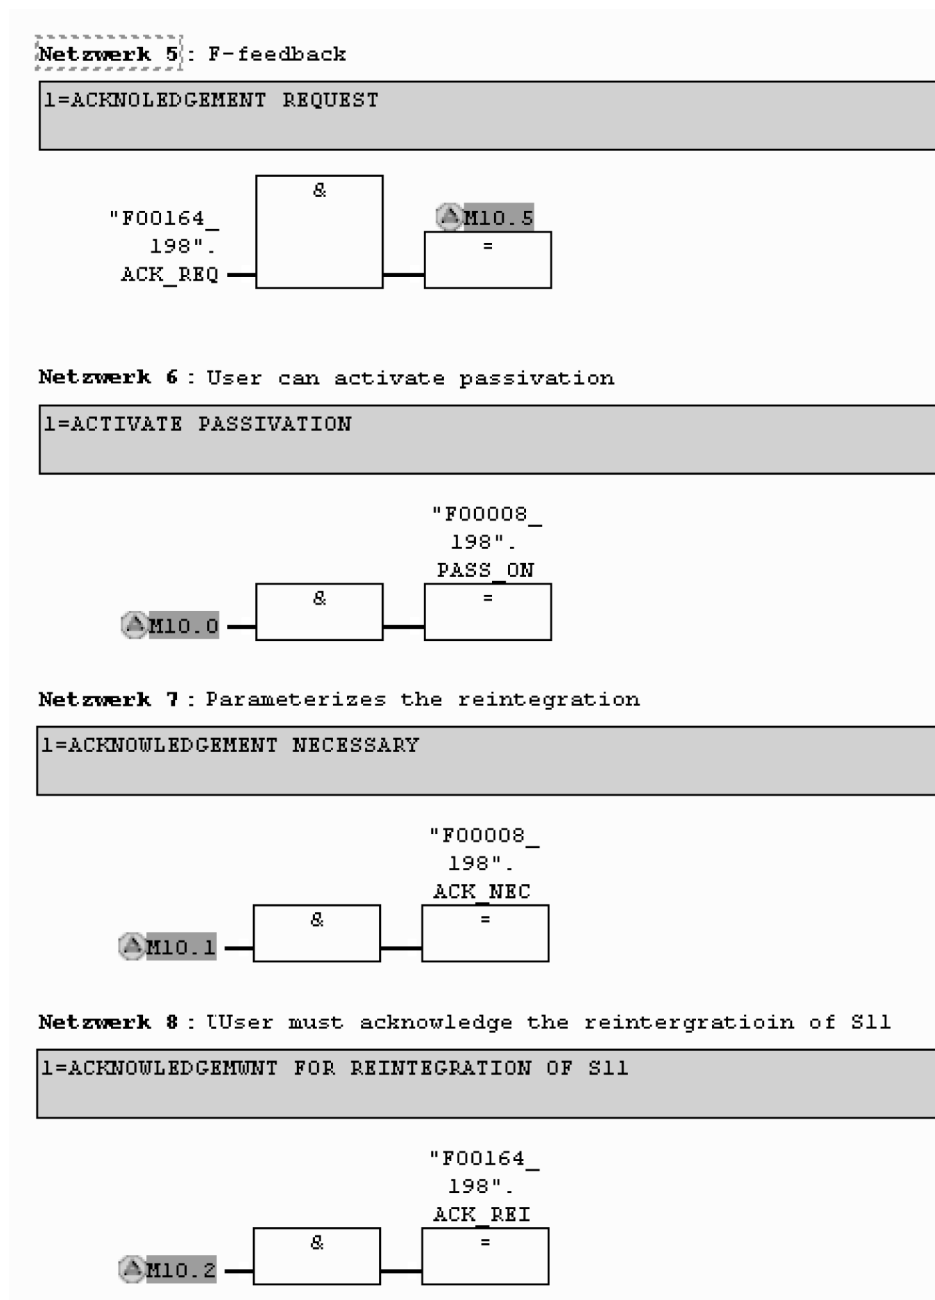 Netzwerk 5: F-feedback
1=ACKNOLEDGEMENT REQUEST
&
"F00164_
198".
ACK_REQ
M10.5
=
Netzwerk 6: User can activate passivation
1=ACTIVATE PASSIVATION
"F00008_
198".
PASS_ON
&
=
M10.0
Netzwerk 7: Parameterizes the reintegration
1=ACKNOWLEDGEMENT NECESSARY
"F00008_
198".
ACK_NEC
&
=
M10.1
Netzwerk 8: UUser must acknowledge the reintergratioin of S11
1=ACKNOWLEDGEMWNT FOR REINTEGRATION OF S11
"F00164_
198".
ACK_REI
&
=
M10.2